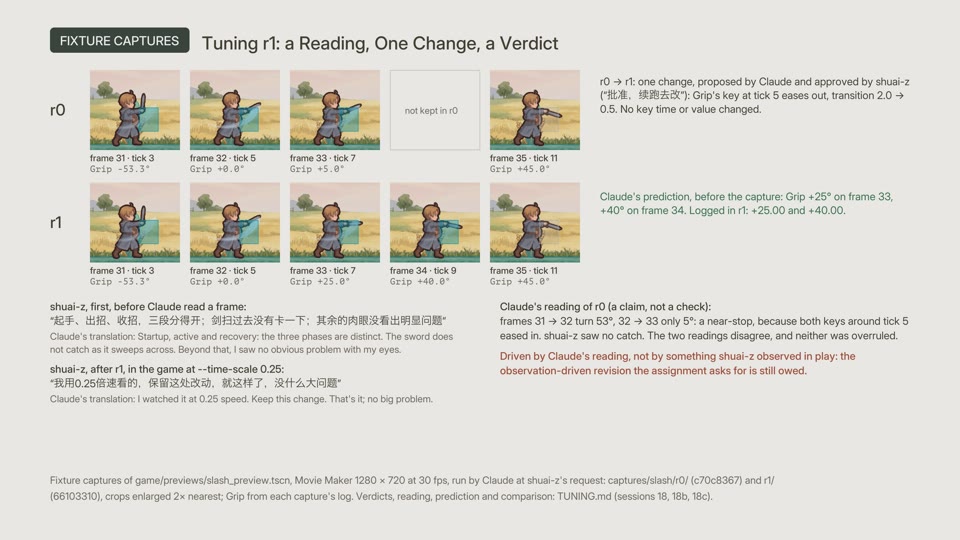 FIXTURE CAPTURES
Tuning r1: a Reading, One Change, a Verdict
r0
not kept in r0
frame 31 · tick 3
Grip -53.3°
frame 32 · tick 5
Grip +0.0°
frame 33 · tick 7
Grip +5.0°
frame 35 · tick 11
Grip +45.0°
r0 → r1: one change, proposed by Claude and approved by shuai-z
(“批准，续跑去改”): Grip's key at tick 5 eases out, transition 2.0 →
0.5. No key time or value changed.
r1
frame 31 · tick 3
Grip -53.3°
frame 32 · tick 5
Grip +0.0°
frame 33 · tick 7
Grip +25.0°
frame 34 · tick 9
Grip +40.0°
frame 35 · tick 11
Grip +45.0°
Claude's prediction, before the capture: Grip +25° on frame 33,
+40° on frame 34. Logged in r1: +25.00 and +40.00.
shuai-z, first, before Claude read a frame:
“起手、出招、收招，三段分得开；剑扫过去没有卡一下；其余的肉眼没看出明显问题”
Claude's translation: Startup, active and recovery: the three phases are distinct. The sword does
not catch as it sweeps across. Beyond that, I saw no obvious problem with my eyes.
shuai-z, after r1, in the game at --time-scale 0.25:
“我用0.25倍速看的，保留这处改动，就这样了，没什么大问题”
Claude's translation: I watched it at 0.25 speed. Keep this change. That's it; no big problem.
Claude's reading of r0 (a claim, not a check):
frames 31 → 32 turn 53°, 32 → 33 only 5°: a near-stop, because both keys around tick 5
eased in. shuai-z saw no catch. The two readings disagree, and neither was overruled.
Driven by Claude's reading, not by something shuai-z observed in play: the
observation-driven revision the assignment asks for is still owed.
Fixture captures of game/previews/slash_preview.tscn, Movie Maker 1280 × 720 at 30 fps, run by Claude at shuai-z's request: captures/slash/r0/ (c70c8367) and r1/
(66103310), crops enlarged 2× nearest; Grip from each capture's log. Verdicts, reading, prediction and comparison: TUNING.md (sessions 18, 18b, 18c).